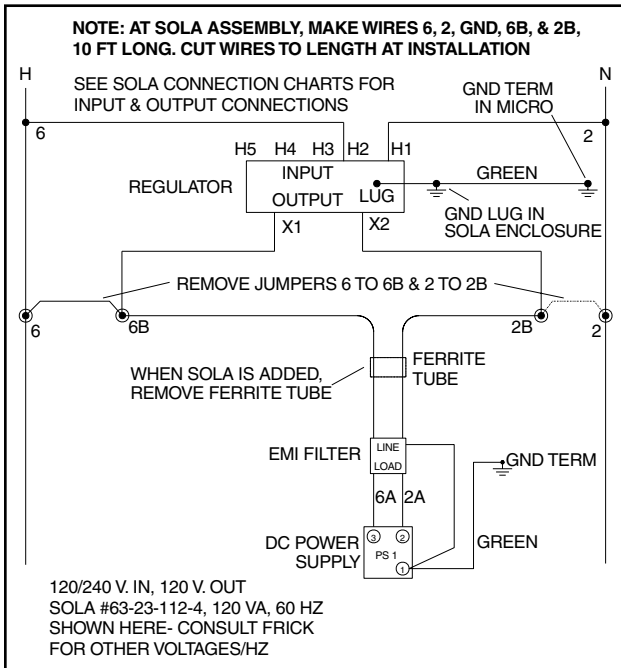 NOTE: AT SOLA ASSEMBLY, MAKE WIRES 6, 2, GND, 6B, & 2B,
10 FT LONG. CUT WIRES TO LENGTH AT INSTALLATION
H
N
SEE SOLA CONNECTION CHARTS FOR
INPUT & OUTPUT CONNECTIONS
GND TERM
IN MICRO
6
2
H5 H4 H3 H2 H1
REGULATOR
INPUT
OUTPUT
LUG
GREEN
GND LUG IN
SOLA ENCLOSURE
X1
X2
REMOVE JUMPERS 6 TO 6B & 2 TO 2B
6
6B
2B
2
WHEN SOLA IS ADDED,
REMOVE FERRITE TUBE
FERRITE
TUBE
EMI FILTER
LINE
LOAD
GND TERM
6A 2A
DC POWER
SUPPLY
3
2
PS 1
1
GREEN
120/240 V. IN, 120 V. OUT
SOLA #63-23-112-4, 120 VA, 60 HZ
SHOWN HERE- CONSULT FRICK
FOR OTHER VOLTAGES/HZ